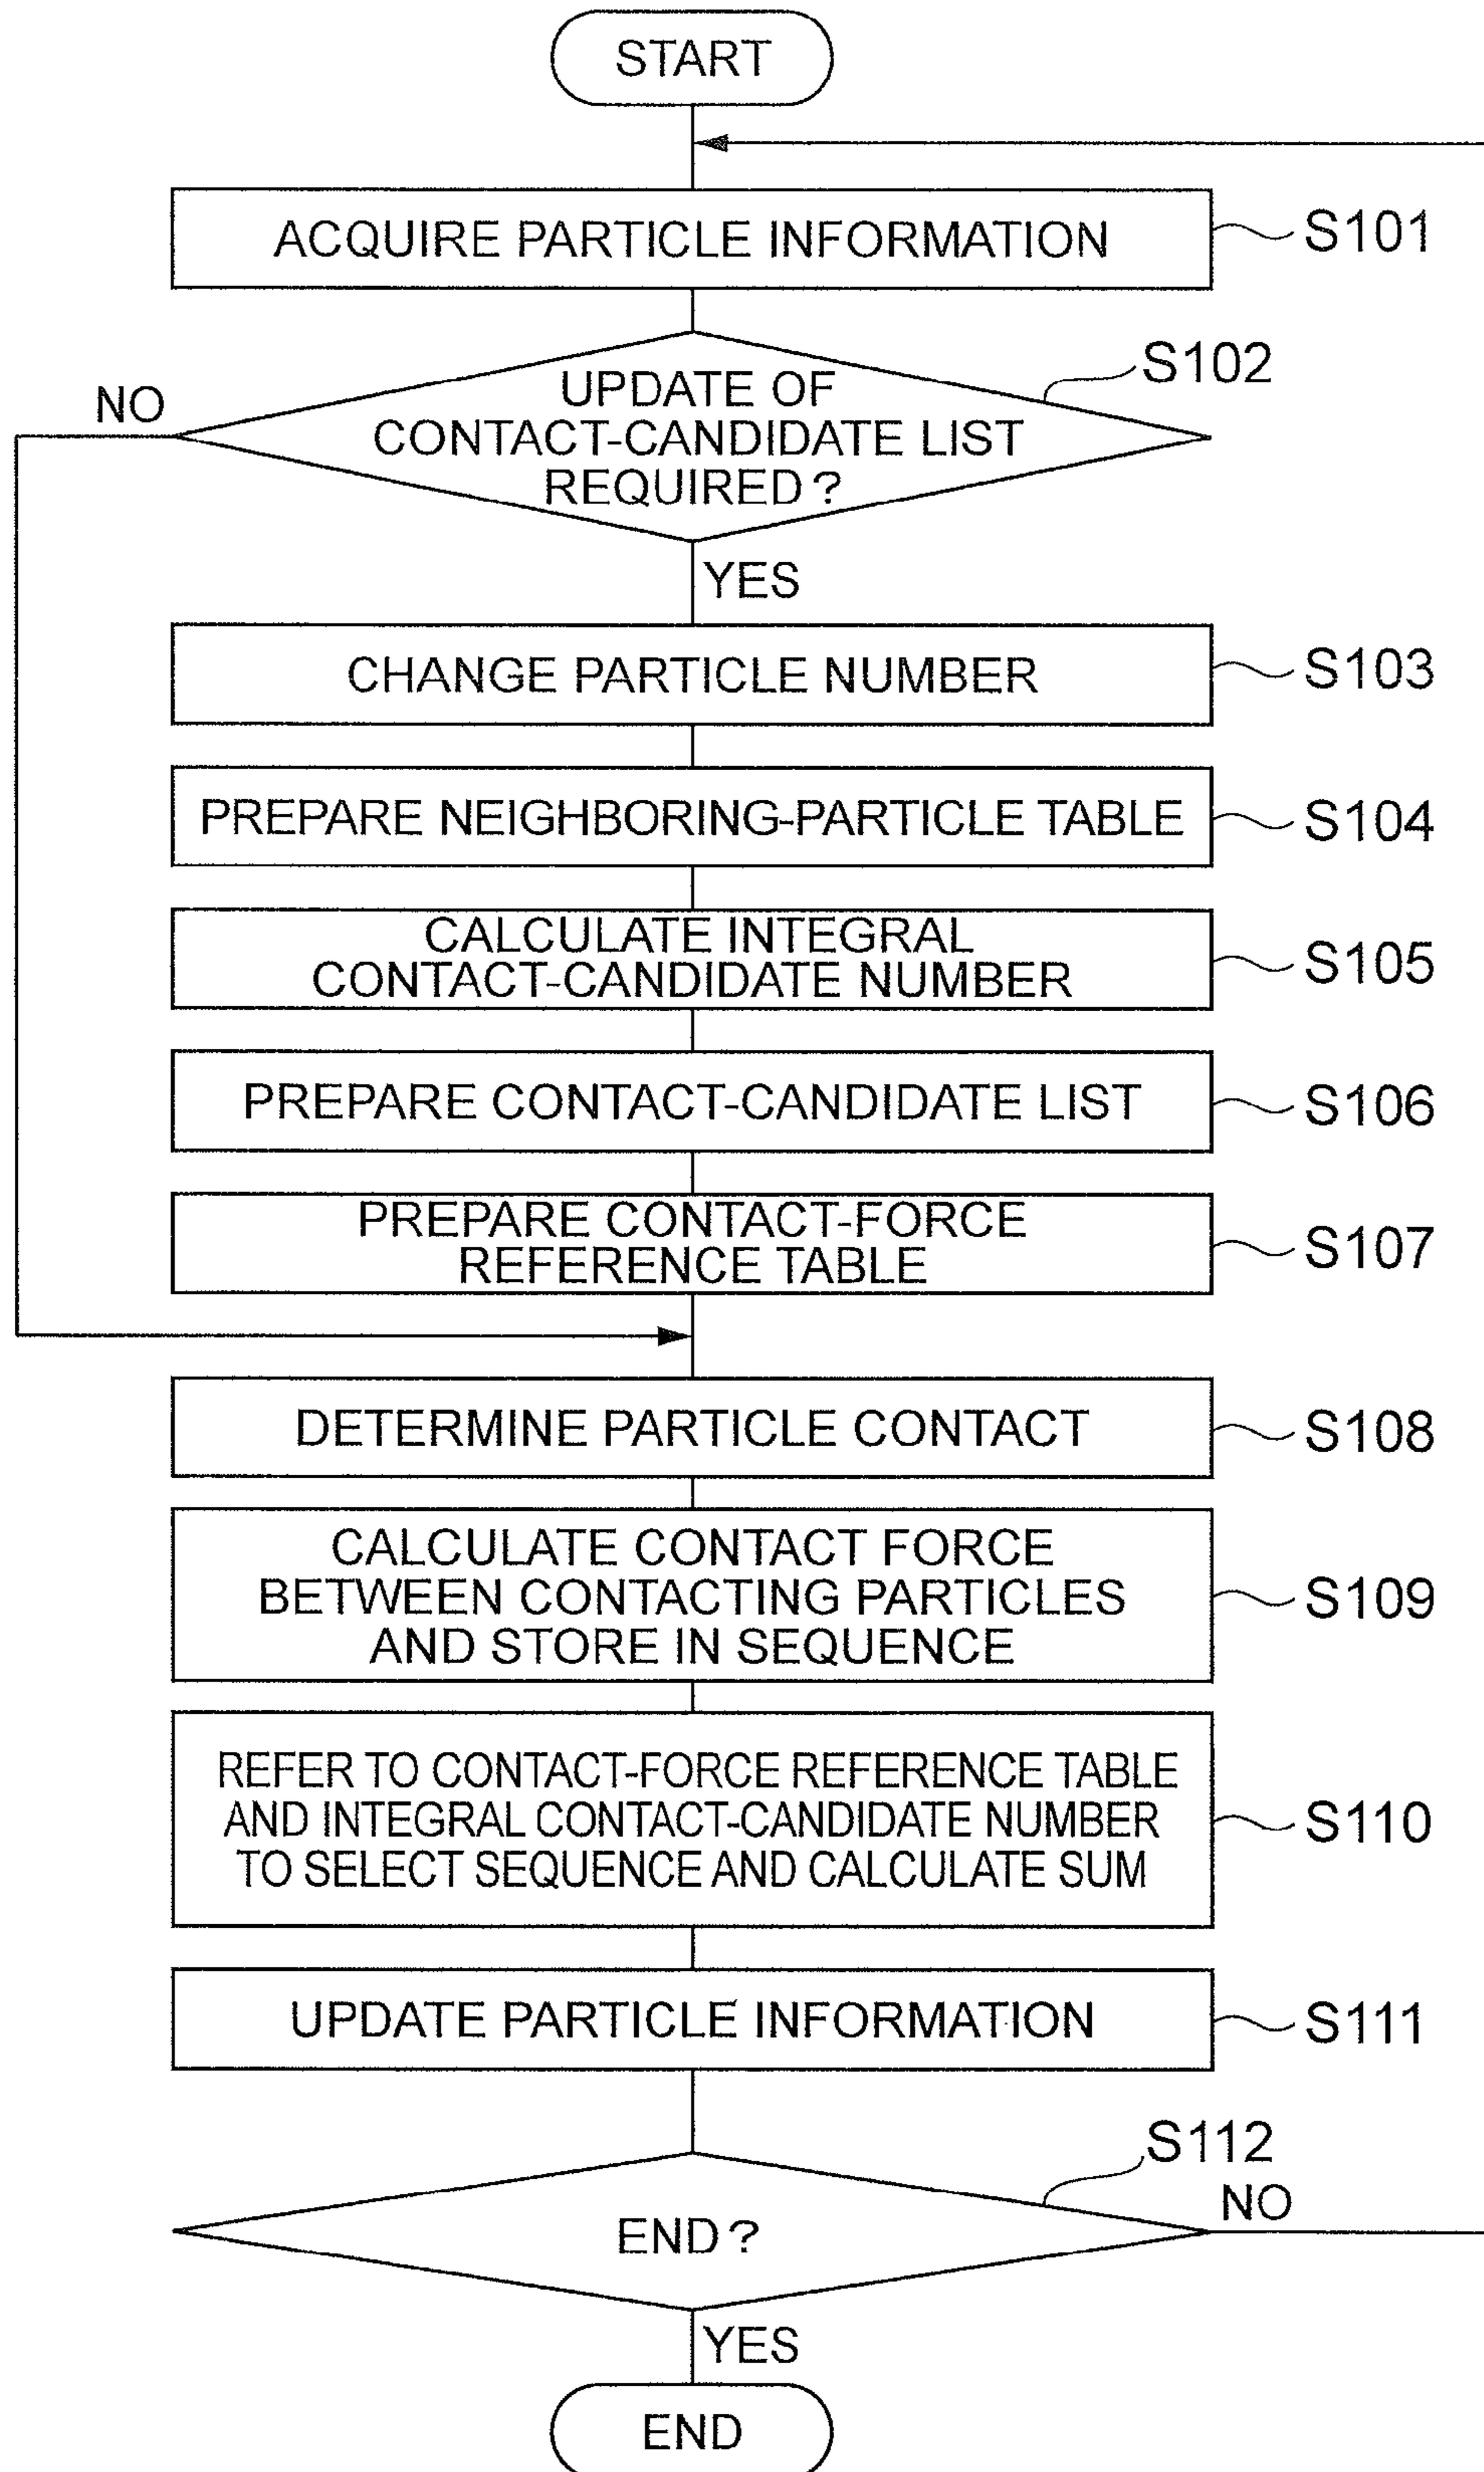 START
ACQUIRE PARTICLE INFORMATION
S101
S102
UPDATE OF
CONTACT-CANDIDATE LIST
REQUIRED?
NO
YES
CHANGE PARTICLE NUMBER
S103
PREPARE NEIGHBORING-PARTICLE TABLE
S104
CALCULATE INTEGRAL
CONTACT-CANDIDATE NUMBER
S105
PREPARE CONTACT-CANDIDATE LIST
S106
PREPARE CONTACT-FORCE
REFERENCE TABLE
S107
DETERMINE PARTICLE CONTACT
S108
CALCULATE CONTACT FORCE
BETWEEN CONTACTING PARTICLES
AND STORE IN SEQUENCE
S109
REFER TO CONTACT-FORCE REFERENCE TABLE
AND INTEGRAL CONTACT-CANDIDATE NUMBER
TO SELECT SEQUENCE AND CALCULATE SUM
S110
UPDATE PARTICLE INFORMATION
S111
S112
END?
NO
YES
END